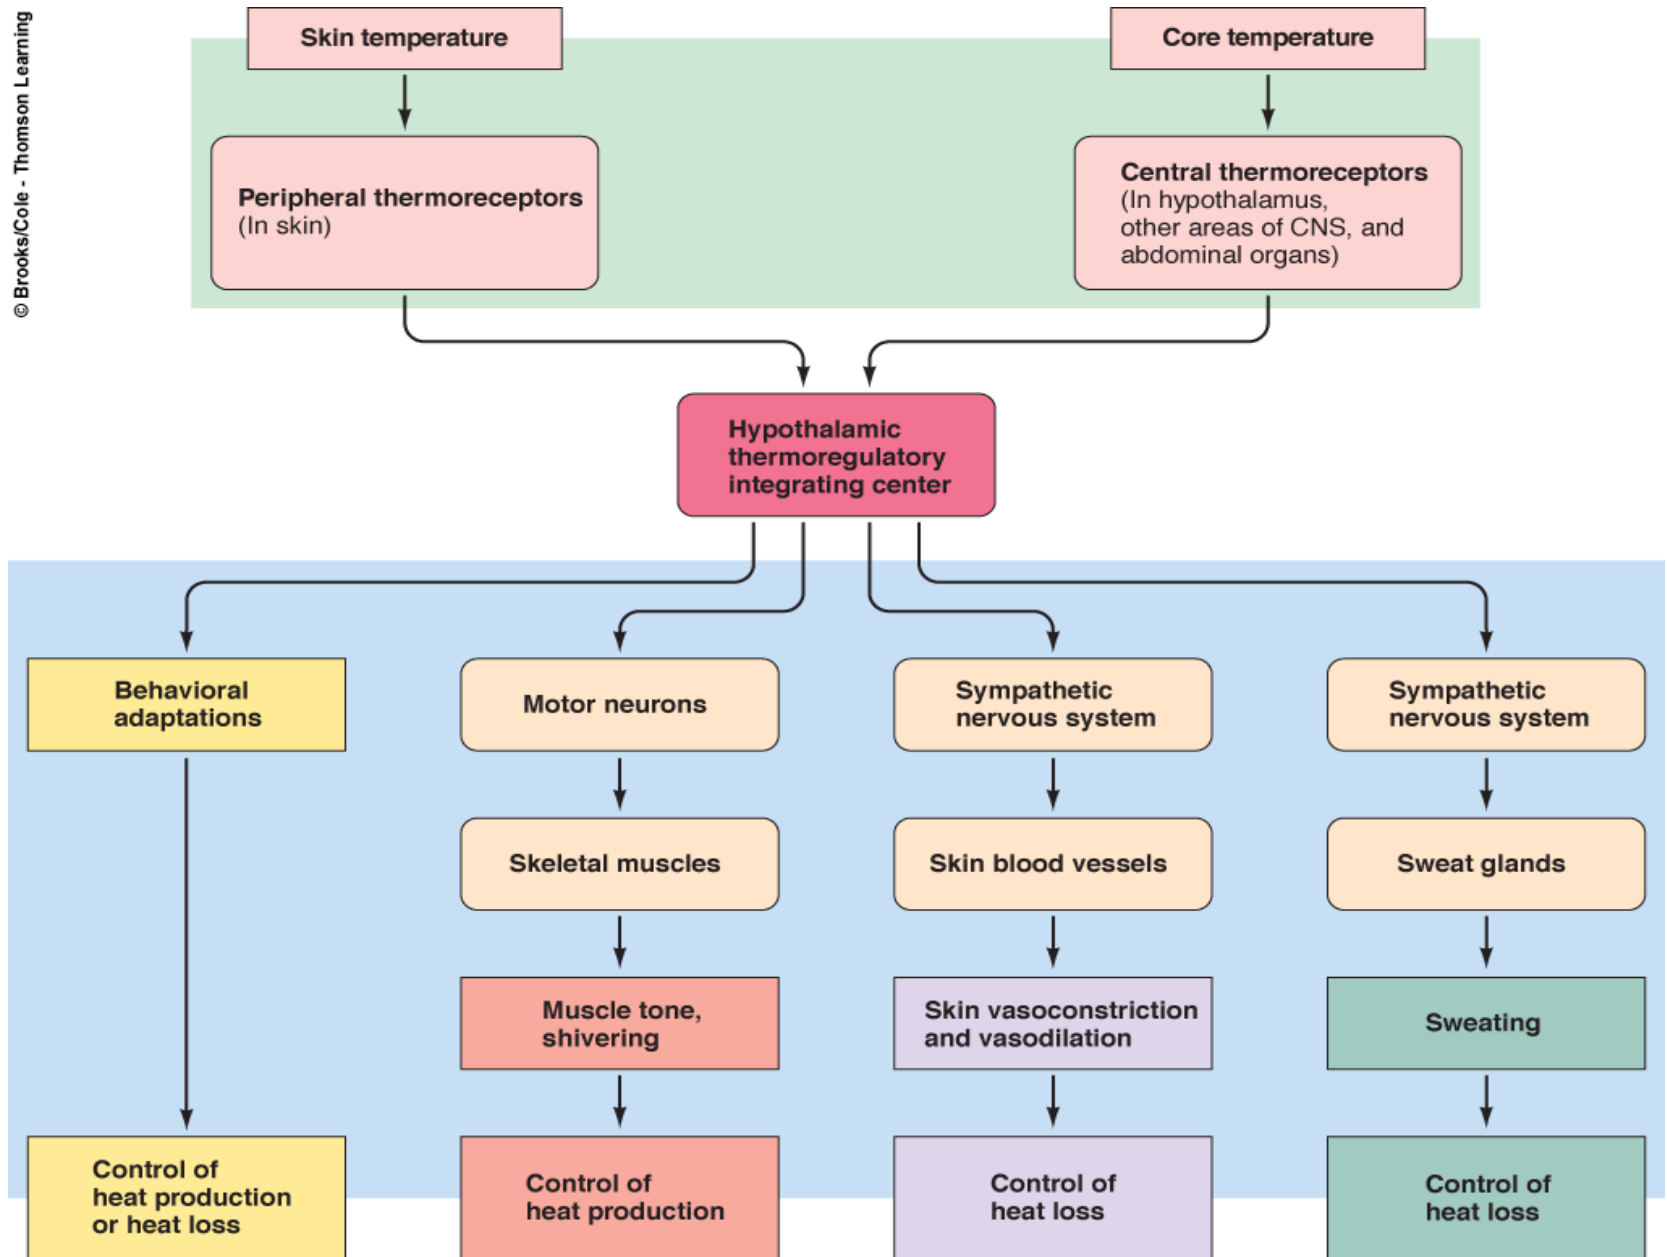 © Brooks/Cole - Thomson Learning
Skin temperature
Core temperature
Peripheral thermoreceptors
(In skin)
Central thermoreceptors
(In hypothalamus,
other areas of CNS, and
abdominal organs)
Hypothalamic
thermoregulatory
integrating center
Behavioral
adaptations
Motor neurons
Sympathetic
nervous system
Sympathetic
nervous system
Skeletal muscles
Skin blood vessels
Sweat glands
Muscle tone,
shivering
Skin vasoconstriction
and vasodilation
Sweating
Control of
heat production
or heat loss
Control of
heat production
Control of
heat loss
Control of
heat loss